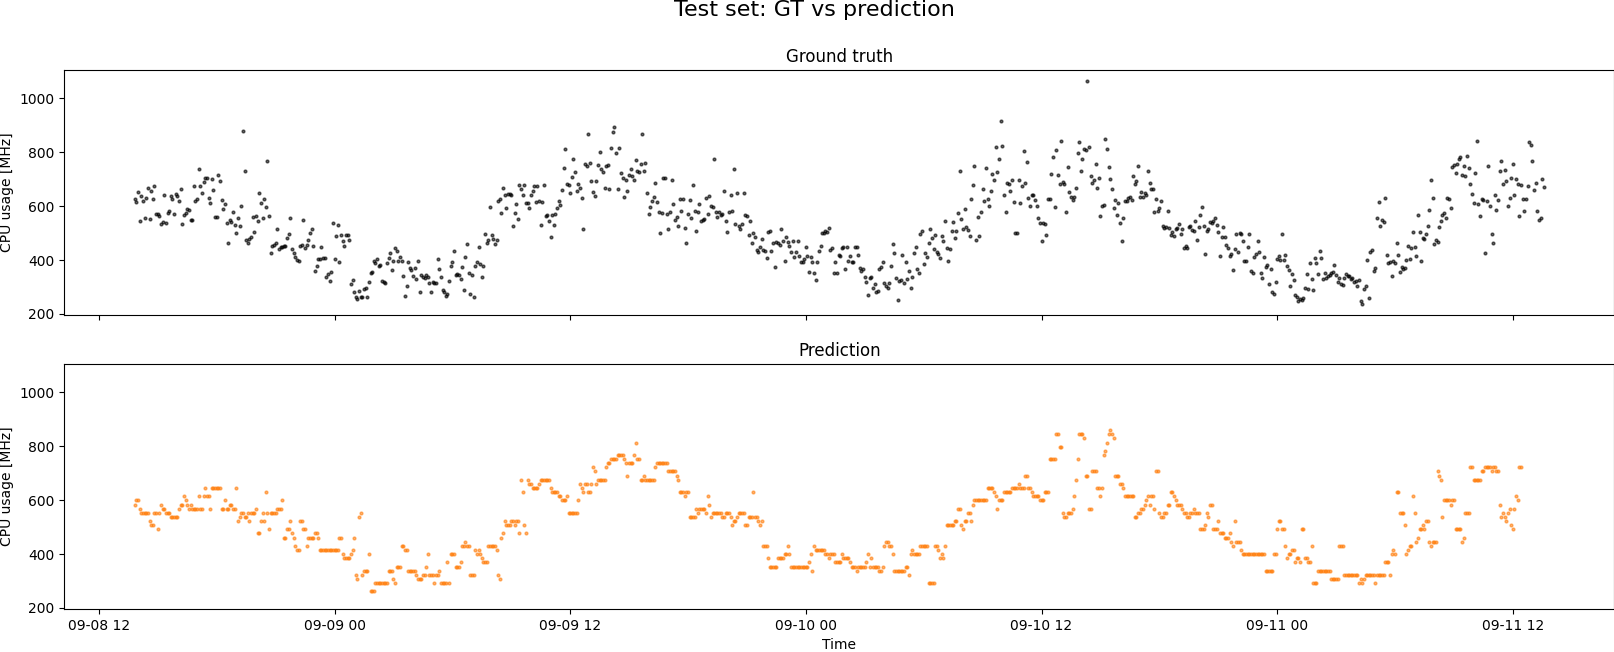 Test set: GT vs prediction
Ground truth
CPU usage [MHz]
1000
800
600
400
200
Prediction
CPU usage [MHz]
1000
800
600
400
200
09-08 12
09-09 00
09-09 12
09-10 00
09-10 12
09-11 00
09-11 12
Time